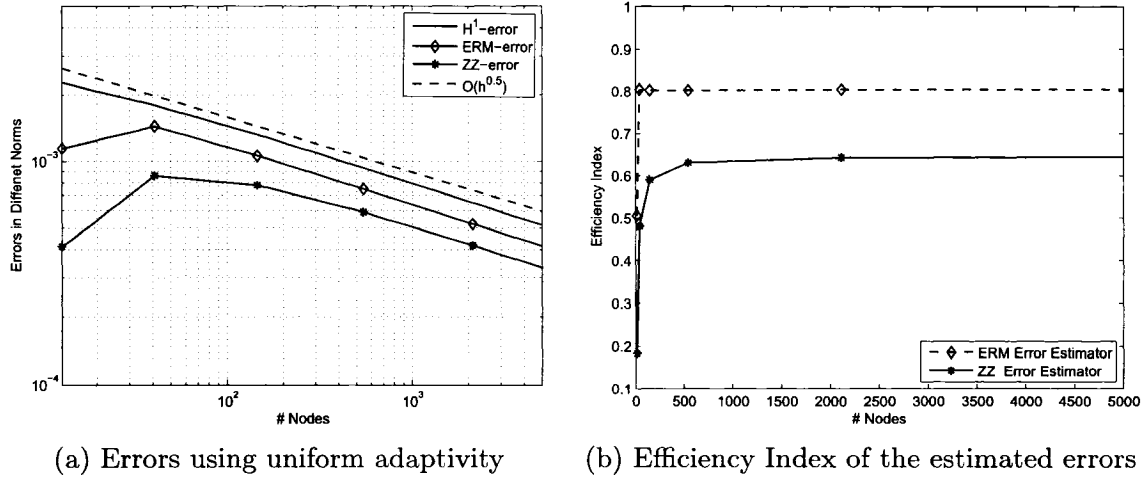 H¹-error
ERM-error
ZZ-error
O(h^0.5)
Errors in Diffenet Norms
10⁻³
10⁻⁴
10²
10³
# Nodes
(a) Errors using uniform adaptivity
1
0.9
0.8
0.7
0.6
0.5
0.4
0.3
0.2
0.1
Efficiency Index
ERM Error Estimator
ZZ Error Estimator
0
500
1000
1500
2000
2500
3000
3500
4000
4500
5000
# Nodes
(b) Efficiency Index of the estimated errors